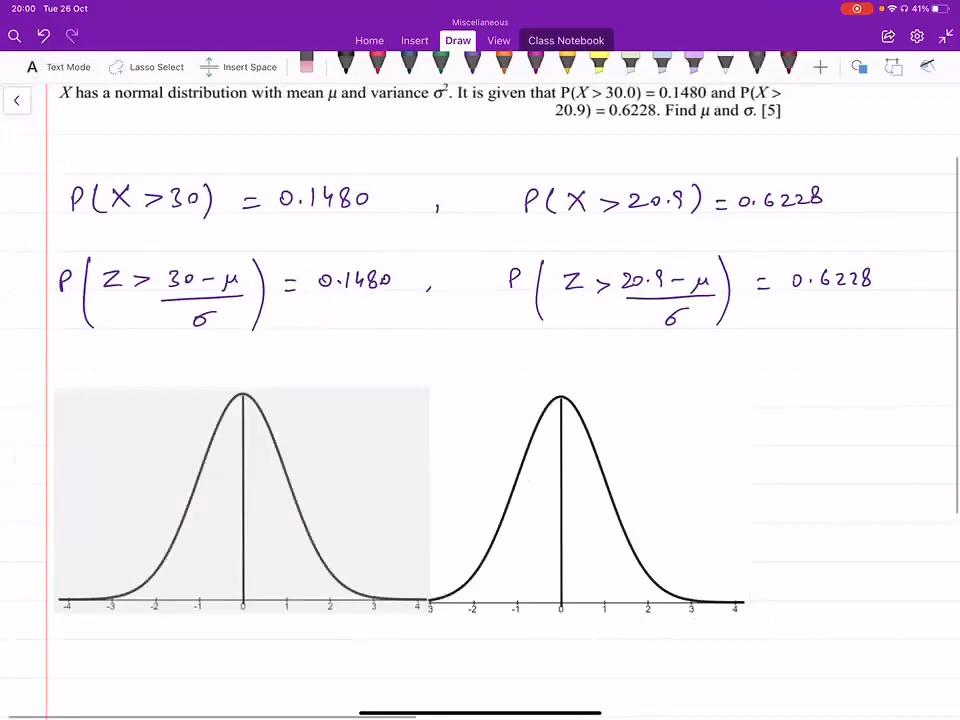 20:00 Tue 26 Oct
41%
Miscellaneous
Home Insert Draw View Class Notebook
A Text Mode Lasso Select Insert Space
X has a normal distribution with mean μ and variance σ². It is given that P(X > 30.0) = 0.1480 and P(X >
20.9) = 0.6228. Find μ and σ. [5]
P(X > 30) = 0.1480 , P(X > 20.9) = 0.6228
P(Z > (30 - μ)/σ) = 0.1480 , P(Z > (20.9 - μ)/σ) = 0.6228
-4 -3 -2 -1 0 1 2 3 4 3 -2 -1 0 1 2 3 4